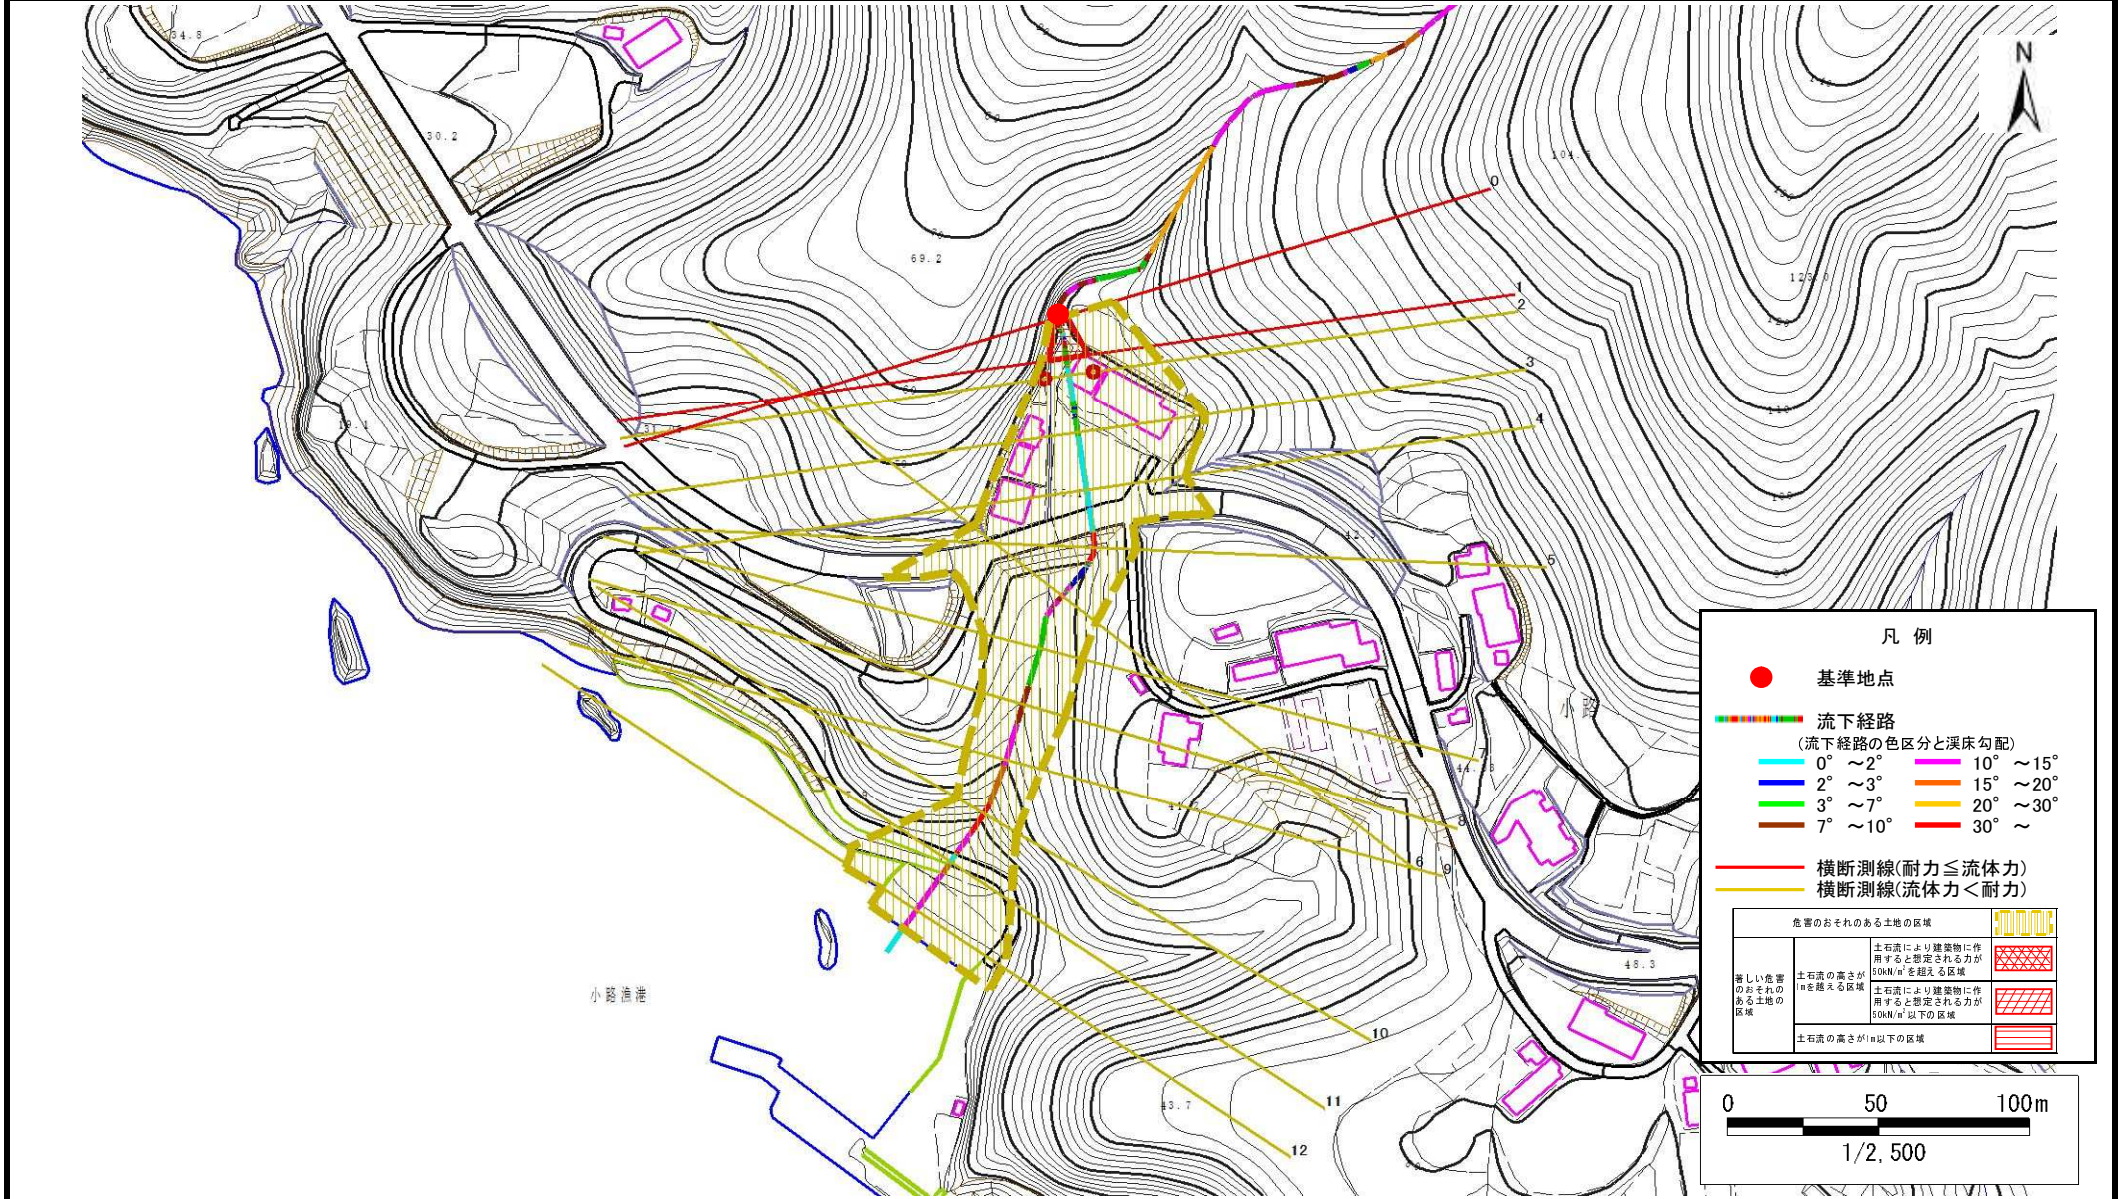 34.8
30.2
N
104.5
69.2
123.0
0
1
2
3
4
5
19.1
42.3
小路
7
8
6
9
10
11
12
48.3
43.7
小路漁港
凡 例
基準地点
流下経路
(流下経路の色区分と渓床勾配)
0° ～2°
10° ～15°
2° ～3°
15° ～20°
3° ～7°
20° ～30°
7° ～10°
30° ～
横断測線(耐力≦流体力)
横断測線(流体力＜耐力)
危害のおそれのある土地の区域
著しい危害
のおそれの
ある土地の
区域
土石流の高さが
1mを越える区域
土石流により建築物に作
用すると想定される力が
50kN/㎡を超える区域
土石流により建築物に作
用すると想定される力が
50kN/㎡以下の区域
土石流の高さが1m以下の区域
0 50 100m
1/2,500